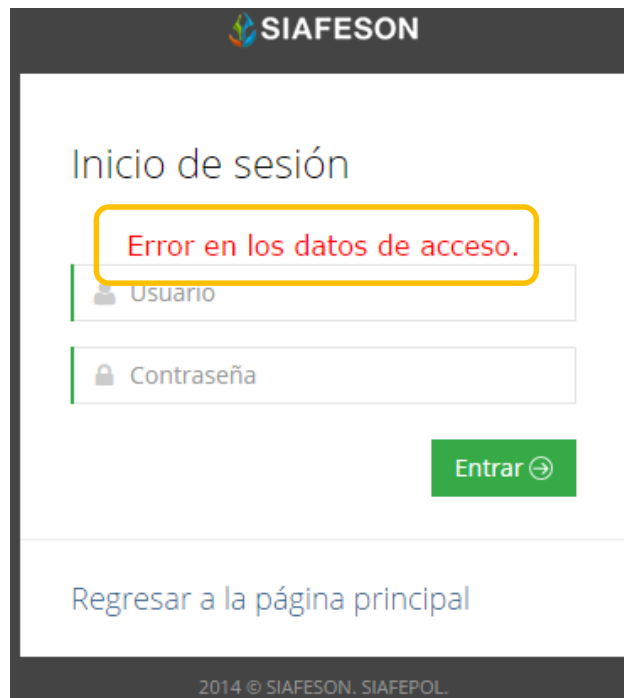 SIAFESON
Inicio de sesión
Error en los datos de acceso.
Usuario
Contraseña
Entrar
Regresar a la página principal
2014 © SIAFESON. SIAFEPOL.